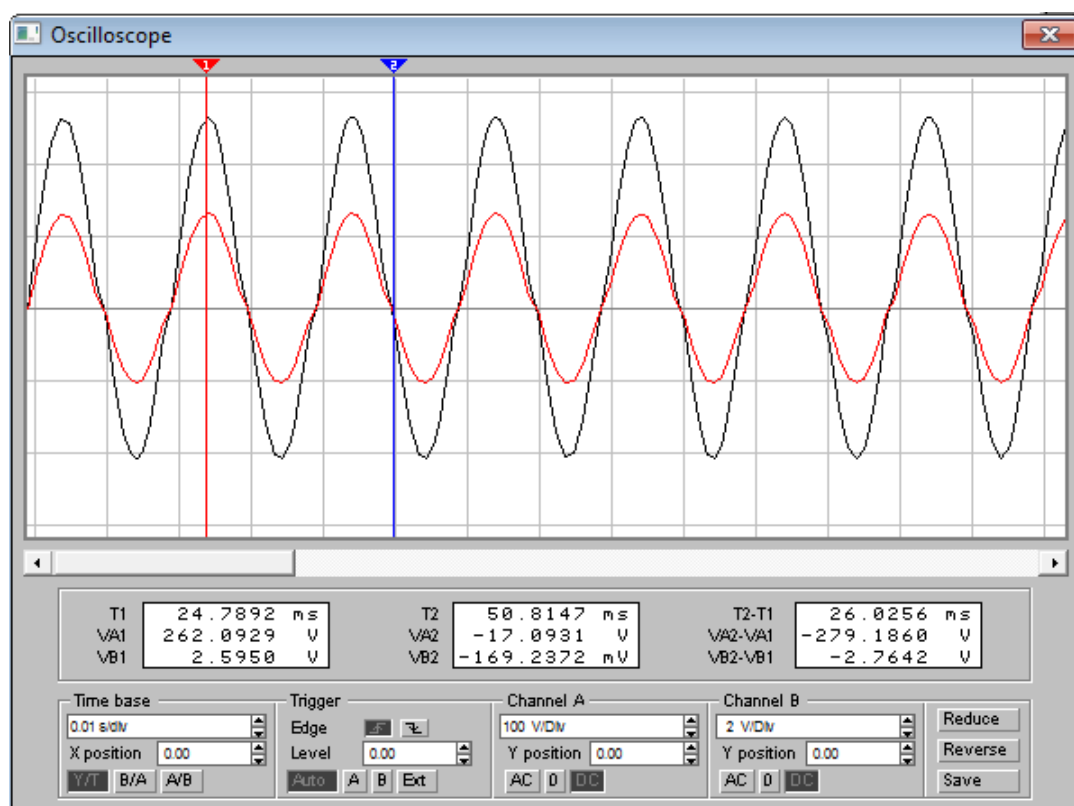 Oscilloscope
1 2
T1 24.7892 ms T2 50.8147 ms T2-T1 26.0256 ms
VA1 262.0929 V VA2 -17.0931 V VA2-VA1 -279.1860 V
VB1 2.5950 V VB2 -169.2372 mV VB2-VB1 -2.7642 V
Time base Trigger Channel A Channel B
0.01 s/div Edge 100 V/Div 2 V/Div Reduce
X position 0.00 Level 0.00 Y position 0.00 Y position 0.00 Reverse
Y/T B/A A/B Auto A B Ext AC 0 DC AC 0 DC Save